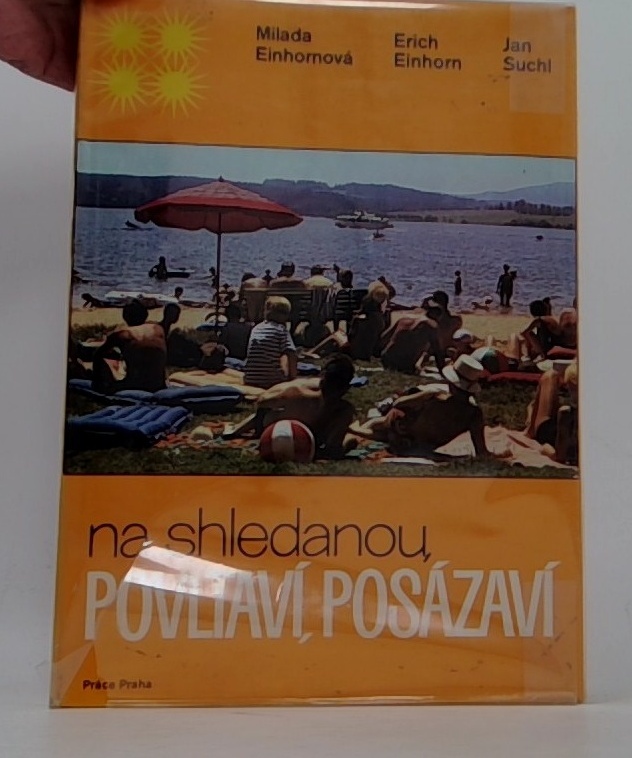 Milada
Einhornová
Erich
Einhorn
Jan
Suchl
na shledanou,
POVLTAVÍ, POSÁZAVÍ
Práce Praha